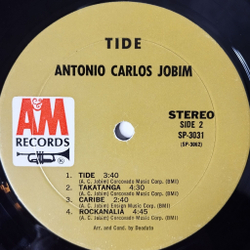 TIDE
ANTONIO CARLOS JOBIM
A&M
RECORDS
STEREO
SIDE 2
SP-3031
(SP-3062)
1. TIDE 3:40
(A. C. Jobim) Corcovado Music Corp. (BMI)
2. TAKATANGA 4:30
(A. C. Jobim) Corcovado Music Corp. (BMI)
3. CARIBE 2:40
(A. C. Jobim) Ensign Music Corp. (BMI)
4. ROCKANALIA 4:45
(A. C. Jobim) Corcovado Music Corp. (BMI)
Arr. and Cond. by Deodato